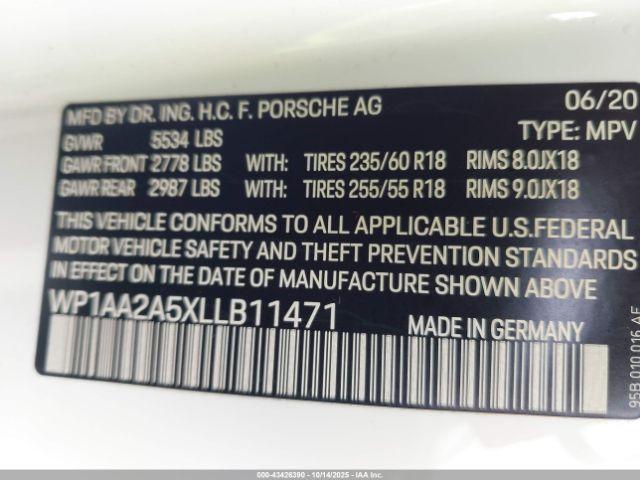 MFD BY DR. ING. H.C. F. PORSCHE AG 06/20
GVWR 5534 LBS TYPE: MPV
GAWR FRONT 2778 LBS WITH: TIRES 235/60 R18 RIMS 8.0JX18
GAWR REAR 2987 LBS WITH: TIRES 255/55 R18 RIMS 9.0JX18
THIS VEHICLE CONFORMS TO ALL APPLICABLE U.S.FEDERAL
MOTOR VEHICLE SAFETY AND THEFT PREVENTION STANDARDS
IN EFFECT ON THE DATE OF MANUFACTURE SHOWN ABOVE
WP1AA2A5XLLB11471 MADE IN GERMANY
95B 010 016 AF
000-43426390 - 10/14/2025 - IAA Inc.